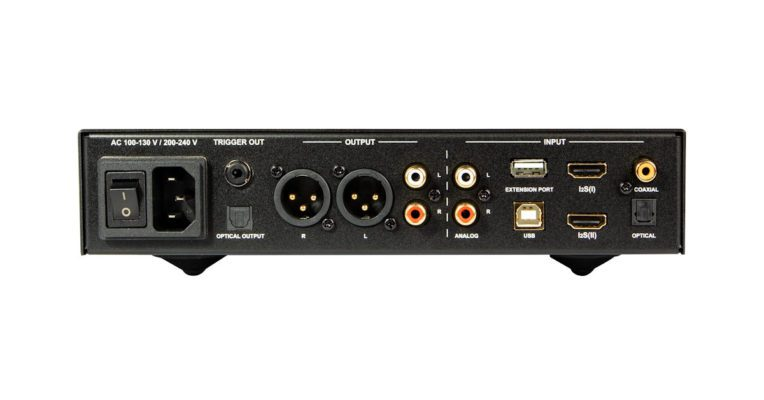 AC 100-130 V / 200-240 V
TRIGGER OUT
OUTPUT
INPUT
I
O
OPTICAL OUTPUT
R
L
L
R
L
R
ANALOG
EXTENSION PORT
USB
I2S(I)
I2S(II)
COAXIAL
OPTICAL